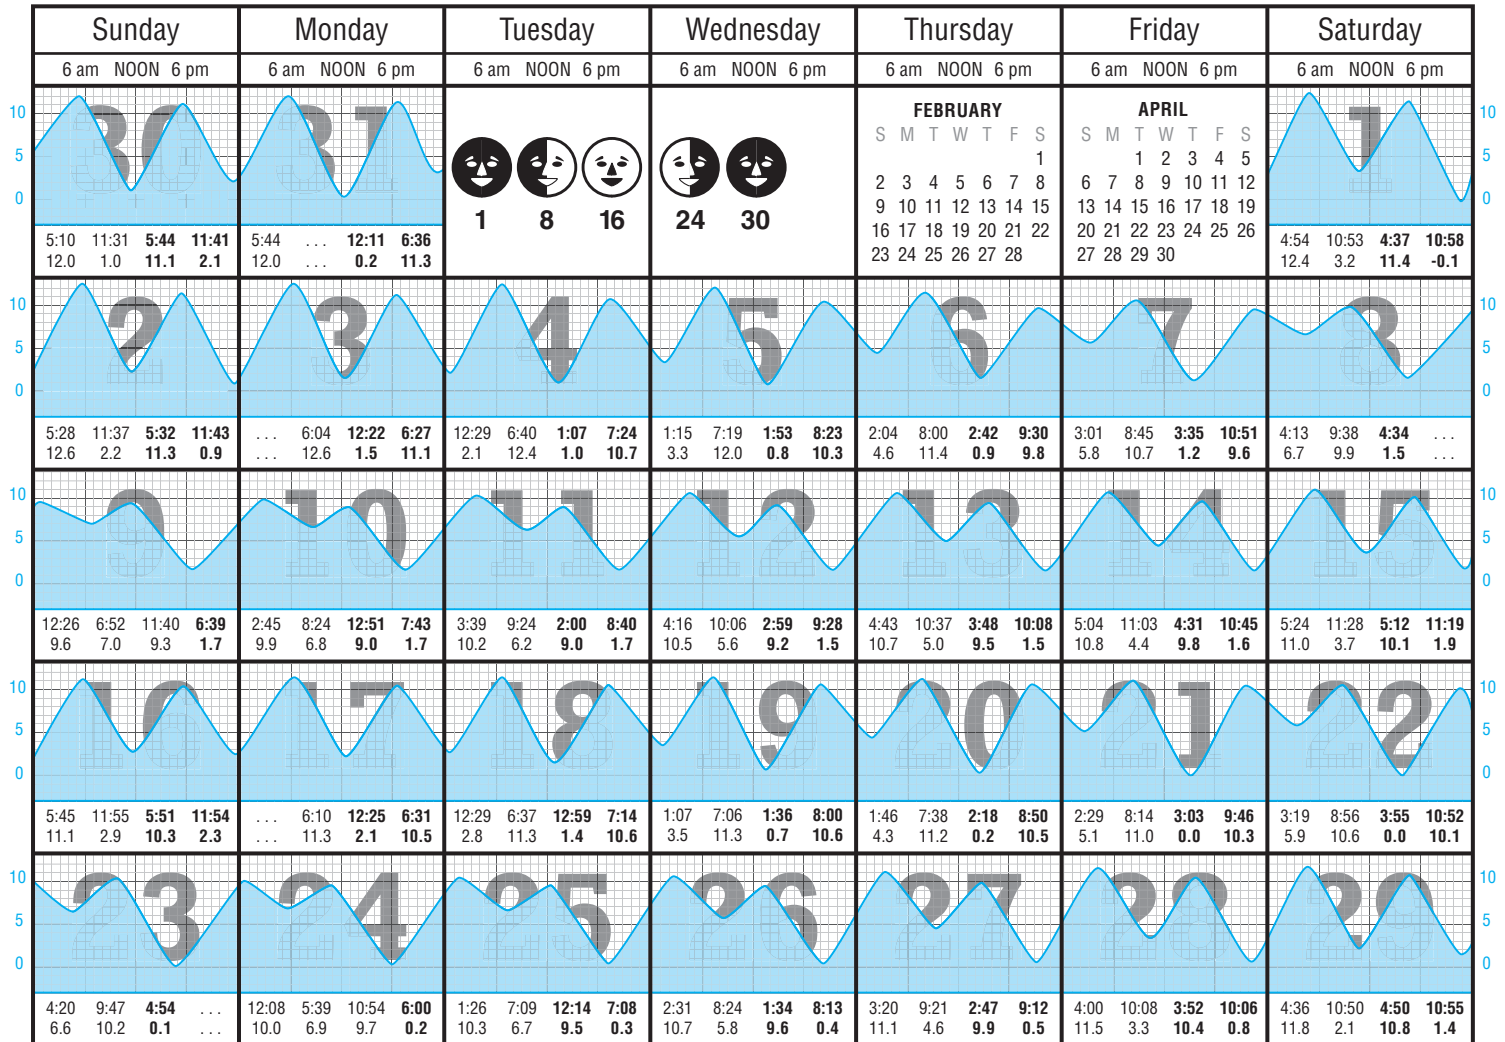 Sunday Monday Tuesday Wednesday Thursday Friday Saturday
6 am NOON 6 pm 6 am NOON 6 pm 6 am NOON 6 pm 6 am NOON 6 pm 6 am NOON 6 pm 6 am NOON 6 pm 6 am NOON 6 pm
10 5 0
30
5:10 11:31 5:44 11:41
12.0 1.0 11.1 2.1
31
5:44 . . . 12:11 6:36
12.0 . . . 0.2 11.3
1 8 16 24 30
FEBRUARY
S M T W T F S
1
2 3 4 5 6 7 8
9 10 11 12 13 14 15
16 17 18 19 20 21 22
23 24 25 26 27 28
APRIL
S M T W T F S
1 2 3 4 5
6 7 8 9 10 11 12
13 14 15 16 17 18 19
20 21 22 23 24 25 26
27 28 29 30
1
4:54 10:53 4:37 10:58
12.4 3.2 11.4 -0.1
10 5 0
10 5 0
2
5:28 11:37 5:32 11:43
12.6 2.2 11.3 0.9
3
. . . 6:04 12:22 6:27
. . . 12.6 1.5 11.1
4
12:29 6:40 1:07 7:24
2.1 12.4 1.0 10.7
5
1:15 7:19 1:53 8:23
3.3 12.0 0.8 10.3
6
2:04 8:00 2:42 9:30
4.6 11.4 0.9 9.8
7
3:01 8:45 3:35 10:51
5.8 10.7 1.2 9.6
8
4:13 9:38 4:34 . . .
6.7 9.9 1.5 . . .
10 5 0
10 5 0
9
12:26 6:52 11:40 6:39
9.6 7.0 9.3 1.7
10
2:45 8:24 12:51 7:43
9.9 6.8 9.0 1.7
11
3:39 9:24 2:00 8:40
10.2 6.2 9.0 1.7
12
4:16 10:06 2:59 9:28
10.5 5.6 9.2 1.5
13
4:43 10:37 3:48 10:08
10.7 5.0 9.5 1.5
14
5:04 11:03 4:31 10:45
10.8 4.4 9.8 1.6
15
5:24 11:28 5:12 11:19
11.0 3.7 10.1 1.9
10 5 0
10 5 0
16
5:45 11:55 5:51 11:54
11.1 2.9 10.3 2.3
17
. . . 6:10 12:25 6:31
. . . 11.3 2.1 10.5
18
12:29 6:37 12:59 7:14
2.8 11.3 1.4 10.6
19
1:07 7:06 1:36 8:00
3.5 11.3 0.7 10.6
20
1:46 7:38 2:18 8:50
4.3 11.2 0.2 10.5
21
2:29 8:14 3:03 9:46
5.1 11.0 0.0 10.3
22
3:19 8:56 3:55 10:52
5.9 10.6 0.0 10.1
10 5 0
10 5 0
23
4:20 9:47 4:54 . . .
6.6 10.2 0.1 . . .
24
12:08 5:39 10:54 6:00
10.0 6.9 9.7 0.2
25
1:26 7:09 12:14 7:08
10.3 6.7 9.5 0.3
26
2:31 8:24 1:34 8:13
10.7 5.8 9.6 0.4
27
3:20 9:21 2:47 9:12
11.1 4.6 9.9 0.5
28
4:00 10:08 3:52 10:06
11.5 3.3 10.4 0.8
29
4:36 10:50 4:50 10:55
11.8 2.1 10.8 1.4
10 5 0